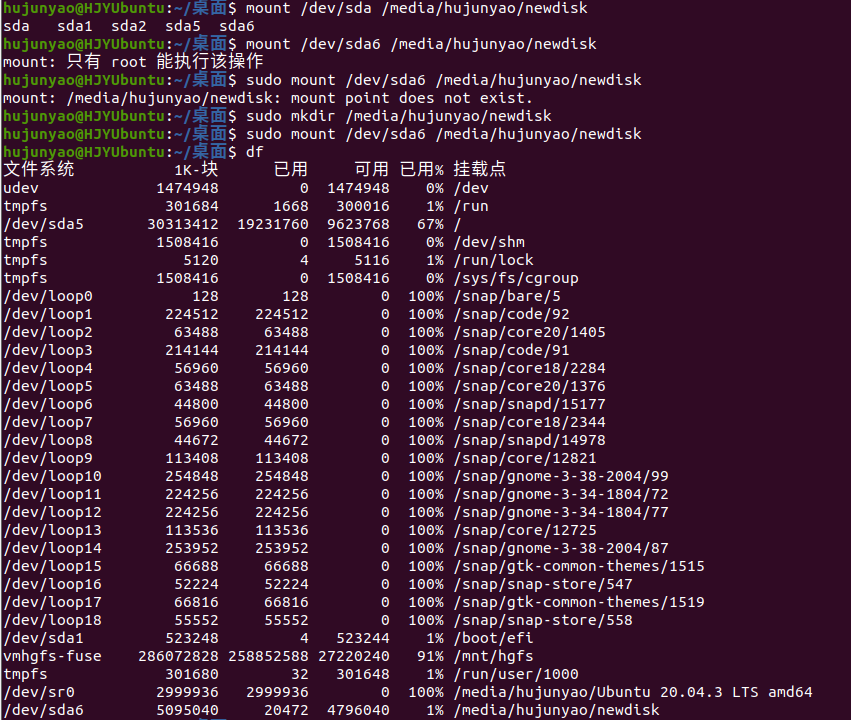 hujunyao@HJYUbuntu:~/桌面$ mount /dev/sda /media/hujunyao/newdisk
sda   sda1  sda2  sda5  sda6
hujunyao@HJYUbuntu:~/桌面$ mount /dev/sda6 /media/hujunyao/newdisk
mount: 只有 root 能执行该操作
hujunyao@HJYUbuntu:~/桌面$ sudo mount /dev/sda6 /media/hujunyao/newdisk
mount: /media/hujunyao/newdisk: mount point does not exist.
hujunyao@HJYUbuntu:~/桌面$ sudo mkdir /media/hujunyao/newdisk
hujunyao@HJYUbuntu:~/桌面$ sudo mount /dev/sda6 /media/hujunyao/newdisk
hujunyao@HJYUbuntu:~/桌面$ df
文件系统           1K-块      已用     可用 已用% 挂载点
udev             1474948         0  1474948    0% /dev
tmpfs             301684      1668   300016    1% /run
/dev/sda5       30313412  19231760  9623768   67% /
tmpfs            1508416         0  1508416    0% /dev/shm
tmpfs               5120         4     5116    1% /run/lock
tmpfs            1508416         0  1508416    0% /sys/fs/cgroup
/dev/loop0           128       128        0  100% /snap/bare/5
/dev/loop1        224512    224512        0  100% /snap/code/92
/dev/loop2         63488     63488        0  100% /snap/core20/1405
/dev/loop3        214144    214144        0  100% /snap/code/91
/dev/loop4         56960     56960        0  100% /snap/core18/2284
/dev/loop5         63488     63488        0  100% /snap/core20/1376
/dev/loop6         44800     44800        0  100% /snap/snapd/15177
/dev/loop7         56960     56960        0  100% /snap/core18/2344
/dev/loop8         44672     44672        0  100% /snap/snapd/14978
/dev/loop9        113408    113408        0  100% /snap/core/12821
/dev/loop10       254848    254848        0  100% /snap/gnome-3-38-2004/99
/dev/loop11       224256    224256        0  100% /snap/gnome-3-34-1804/72
/dev/loop12       224256    224256        0  100% /snap/gnome-3-34-1804/77
/dev/loop13       113536    113536        0  100% /snap/core/12725
/dev/loop14       253952    253952        0  100% /snap/gnome-3-38-2004/87
/dev/loop15        66688     66688        0  100% /snap/gtk-common-themes/1515
/dev/loop16        52224     52224        0  100% /snap/snap-store/547
/dev/loop17        66816     66816        0  100% /snap/gtk-common-themes/1519
/dev/loop18        55552     55552        0  100% /snap/snap-store/558
/dev/sda1         523248         4   523244    1% /boot/efi
vmhgfs-fuse    286072828 258852588 27220240   91% /mnt/hgfs
tmpfs             301680        32   301648    1% /run/user/1000
/dev/sr0         2999936   2999936        0  100% /media/hujunyao/Ubuntu 20.04.3 LTS amd64
/dev/sda6        5095040     20472  4796040    1% /media/hujunyao/newdisk